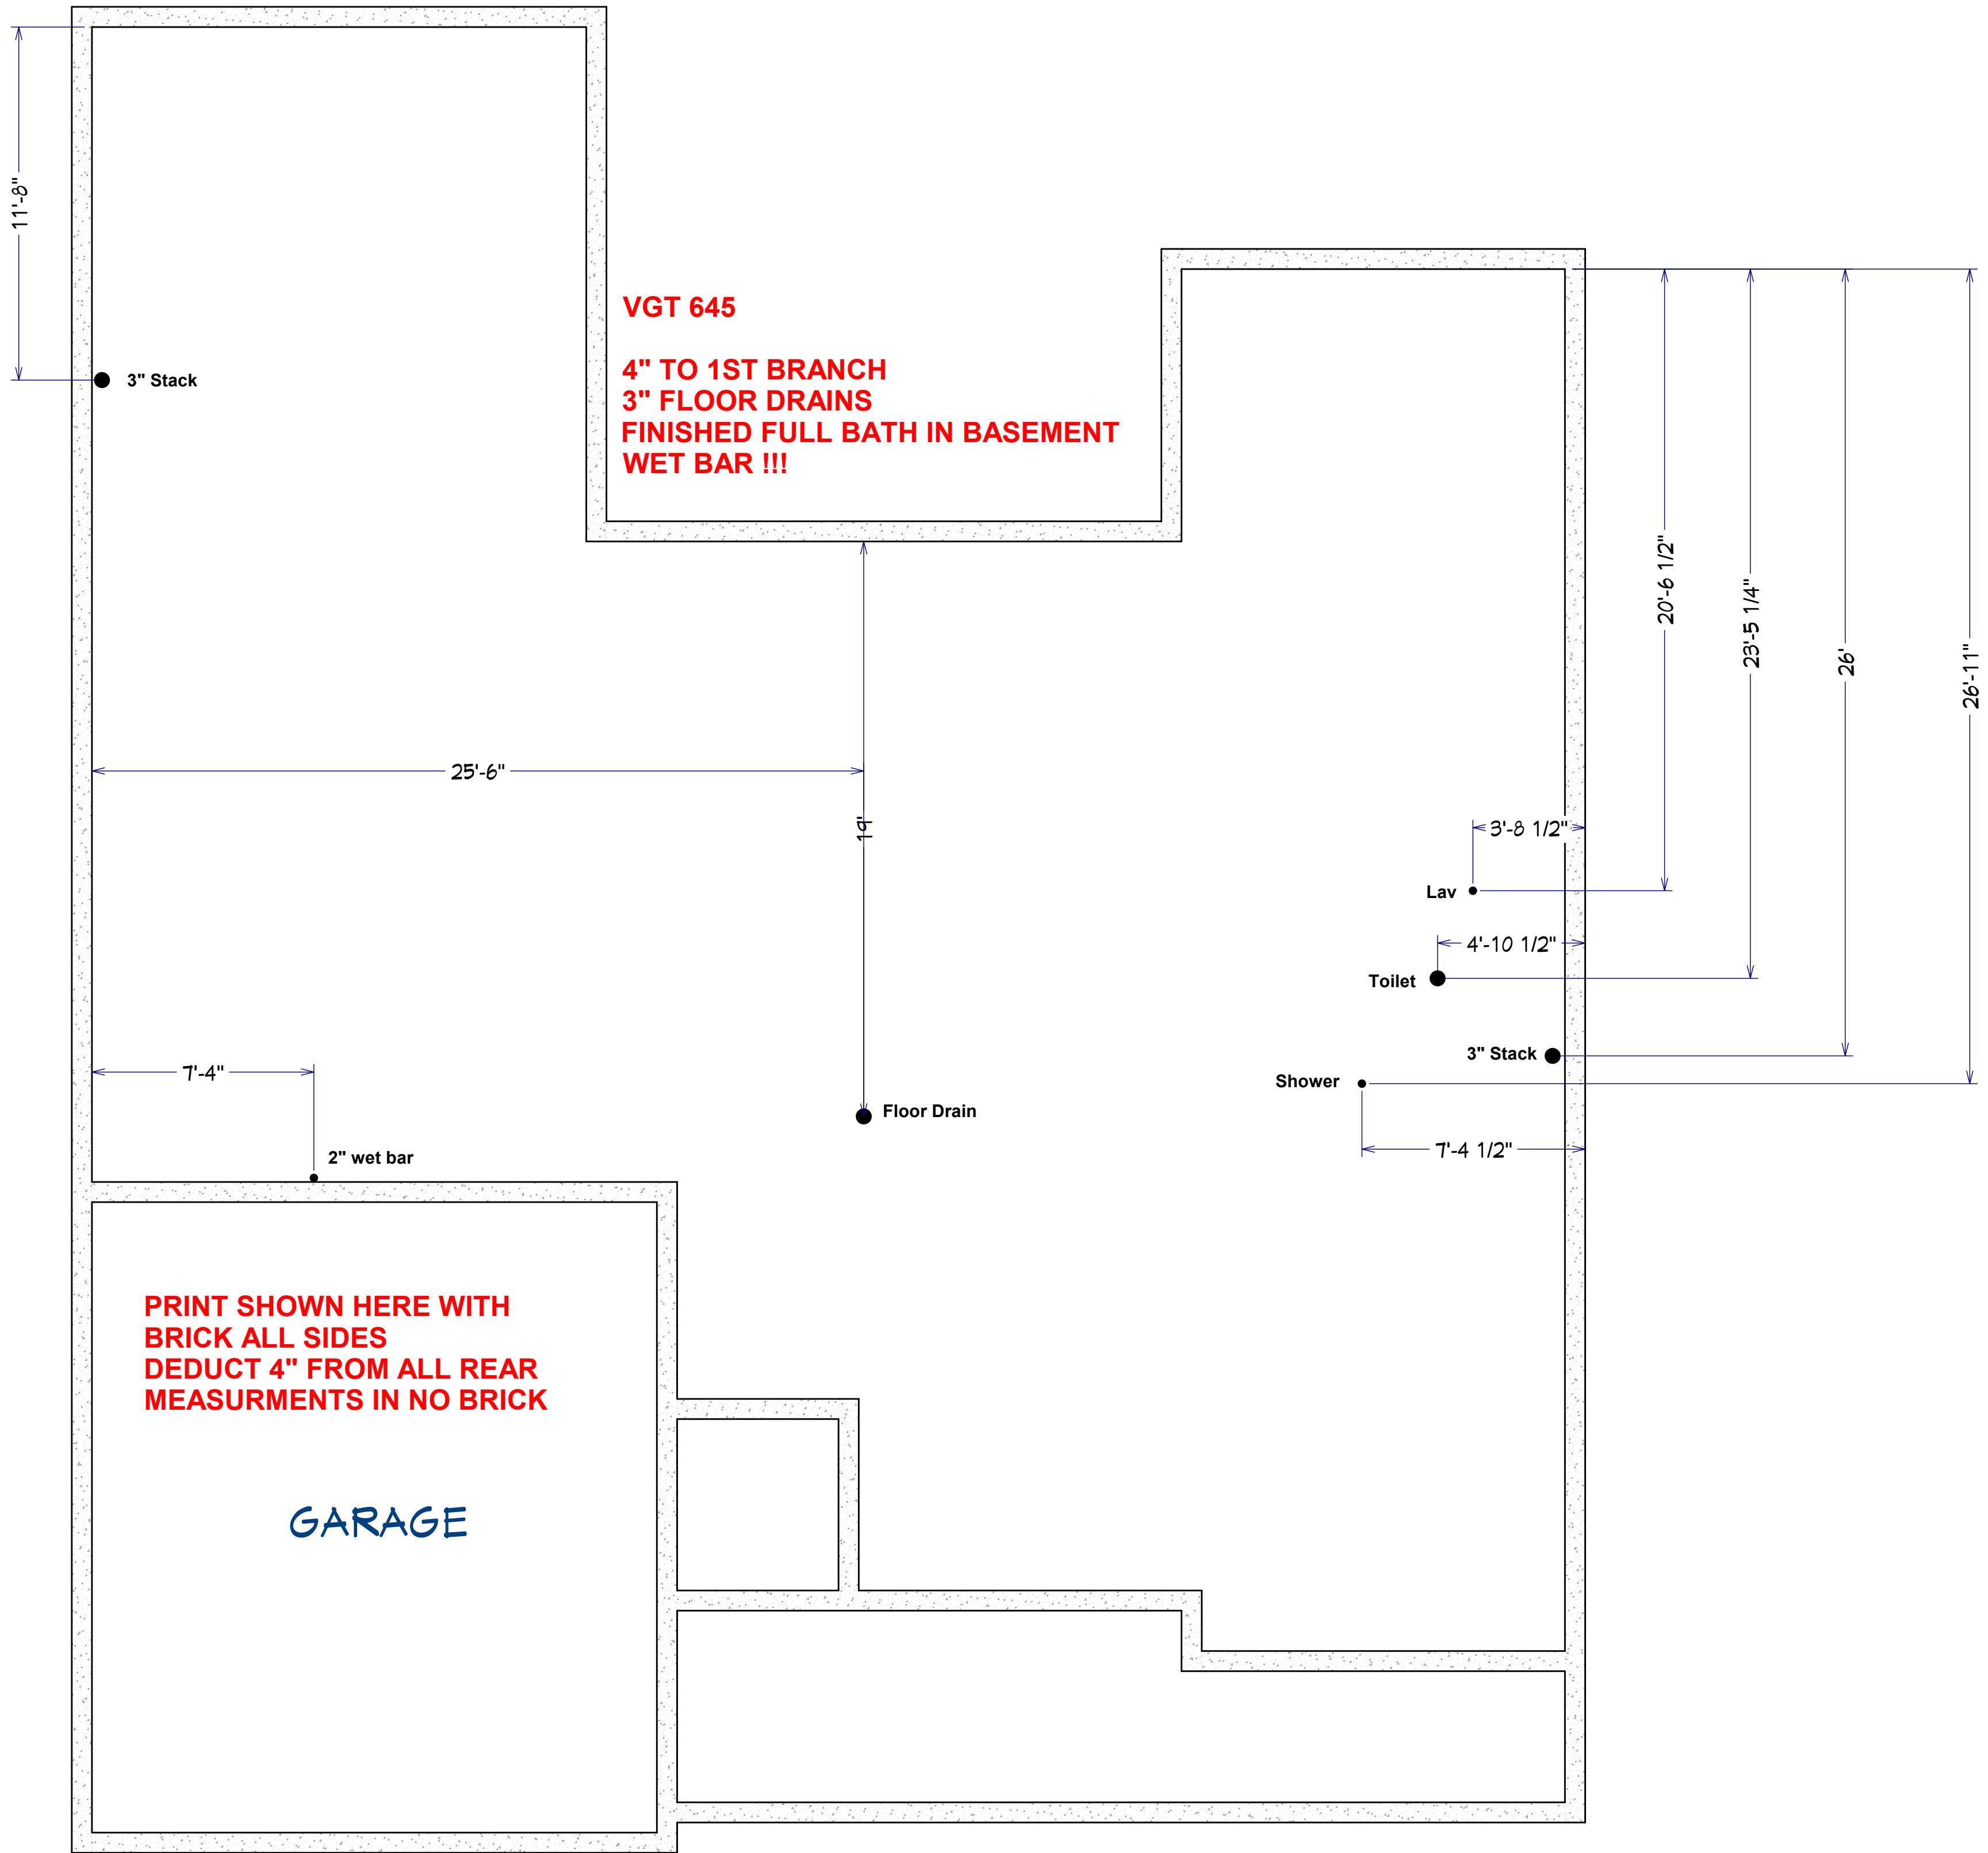 11'-8"
3" Stack
VGT 645
4" TO 1ST BRANCH
3" FLOOR DRAINS
FINISHED FULL BATH IN BASEMENT
WET BAR !!!
20'-6 1/2"
23'-5 1/4"
26'
26'-11"
25'-6"
19'
3'-8 1/2"
Lav
4'-10 1/2"
Toilet
3" Stack
Shower
7'-4"
Floor Drain
7'-4 1/2"
2" wet bar
PRINT SHOWN HERE WITH
BRICK ALL SIDES
DEDUCT 4" FROM ALL REAR
MEASURMENTS IN NO BRICK
GARAGE